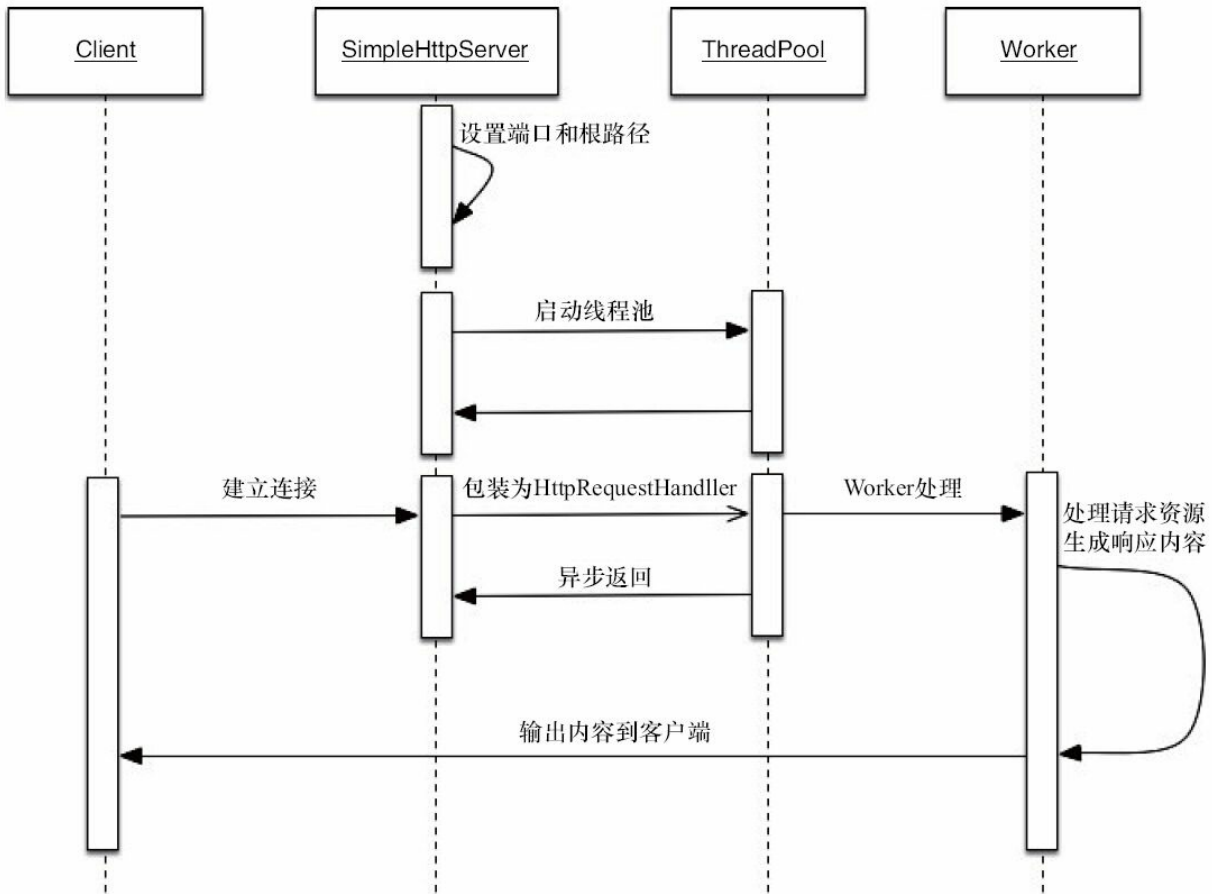 Client
SimpleHttpServer
ThreadPool
Worker
设置端口和根路径
启动线程池
建立连接
包装为HttpRequestHandller
Worker处理
处理请求资源
生成响应内容
异步返回
输出内容到客户端